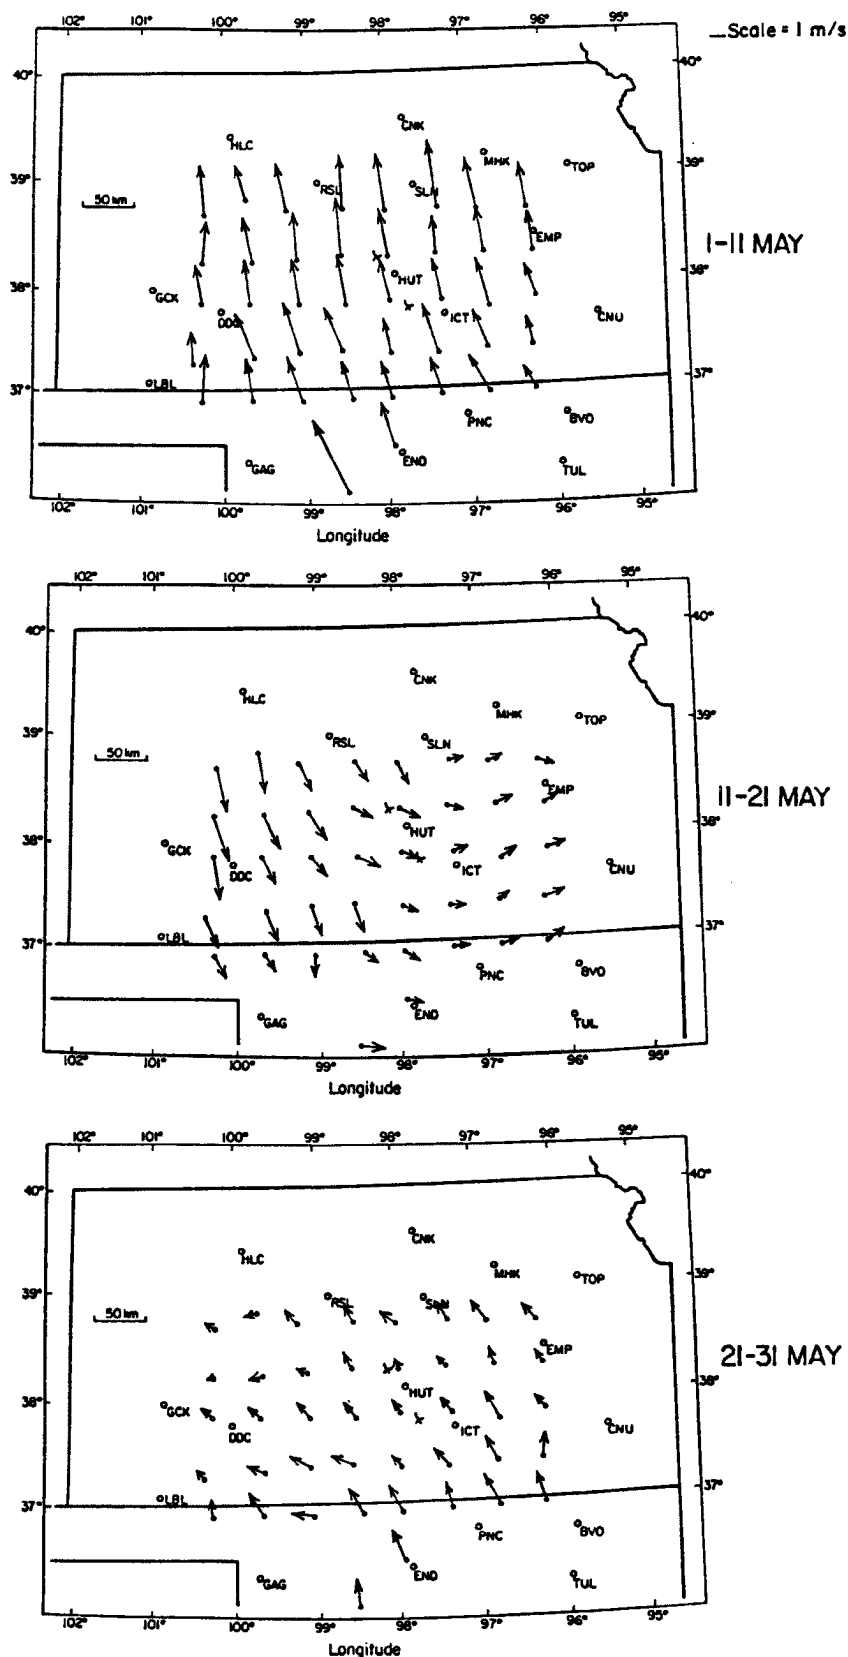 102° 101° 100° 99° 98° 97° 96° 95°
Scale = 1 m/s
40° 40°
CNK
HLC MHK TOP
39° RSL SLN 39°
50 km
EMP
1-11 MAY
38° GCK HUT 38°
DDC ICT CNU
37° LBL 37°
PNC BVO
GAG END TUL
102° 101° 100° 99° 98° 97° 96° 95°
Longitude
102° 101° 100° 99° 98° 97° 96° 95°
40° 40°
CNK
HLC MHK TOP
39° RSL SLN 39°
50 km
EMP
11-21 MAY
38° GCK HUT 38°
DDC ICT CNU
37° LBL 37°
PNC BVO
GAG END TUL
102° 101° 100° 99° 98° 97° 96° 95°
Longitude
102° 101° 100° 99° 98° 97° 96° 95°
40° 40°
CNK
HLC MHK TOP
39° RSL SLN 39°
50 km
EMP
21-31 MAY
38° GCK HUT 38°
DDC ICT CNU
37° LBL 37°
PNC BVO
GAG END TUL
102° 101° 100° 99° 98° 97° 96° 95°
Longitude